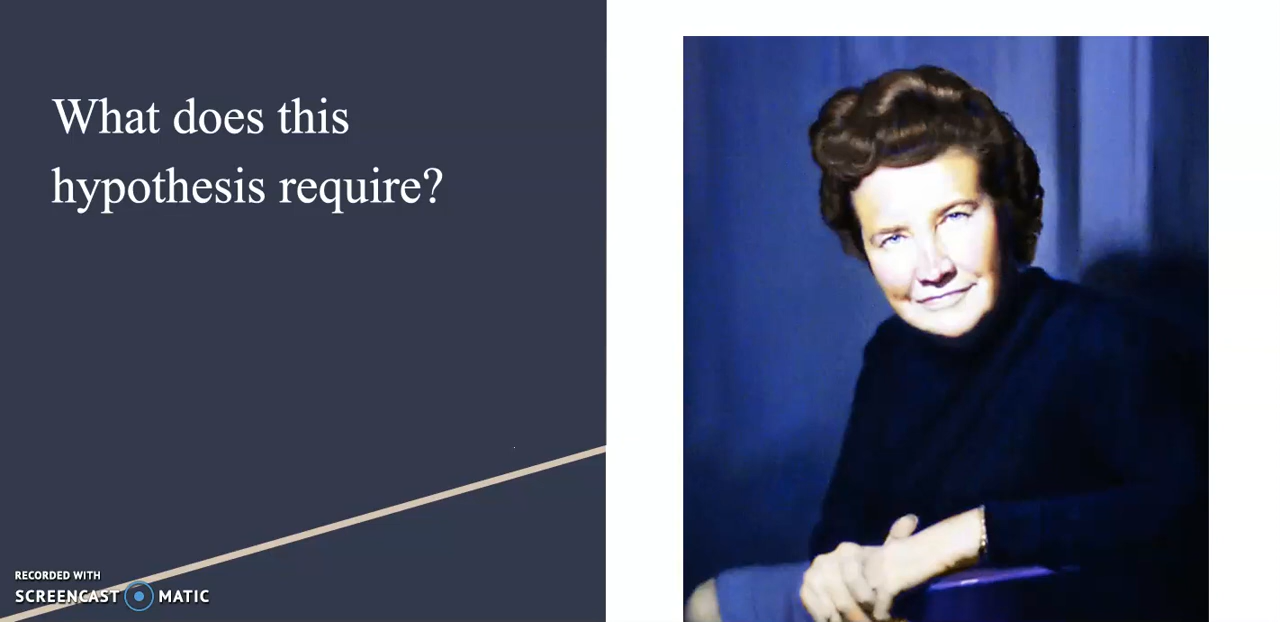 What does this
hypothesis require?
RECORDED WITH
SCREENCAST MATIC